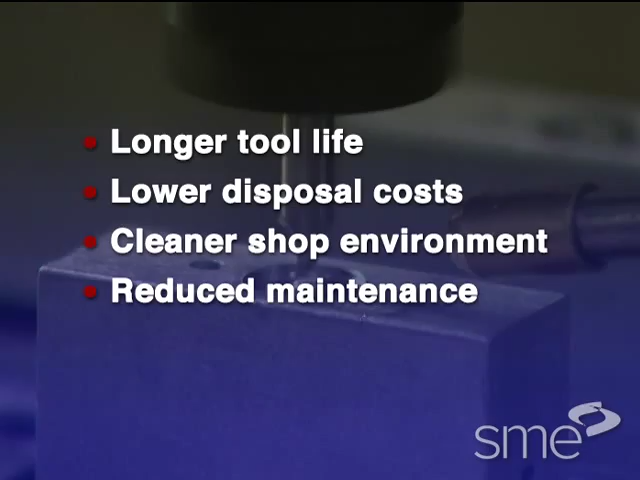 Longer tool life
Lower disposal costs
Cleaner shop environment
Reduced maintenance
sme